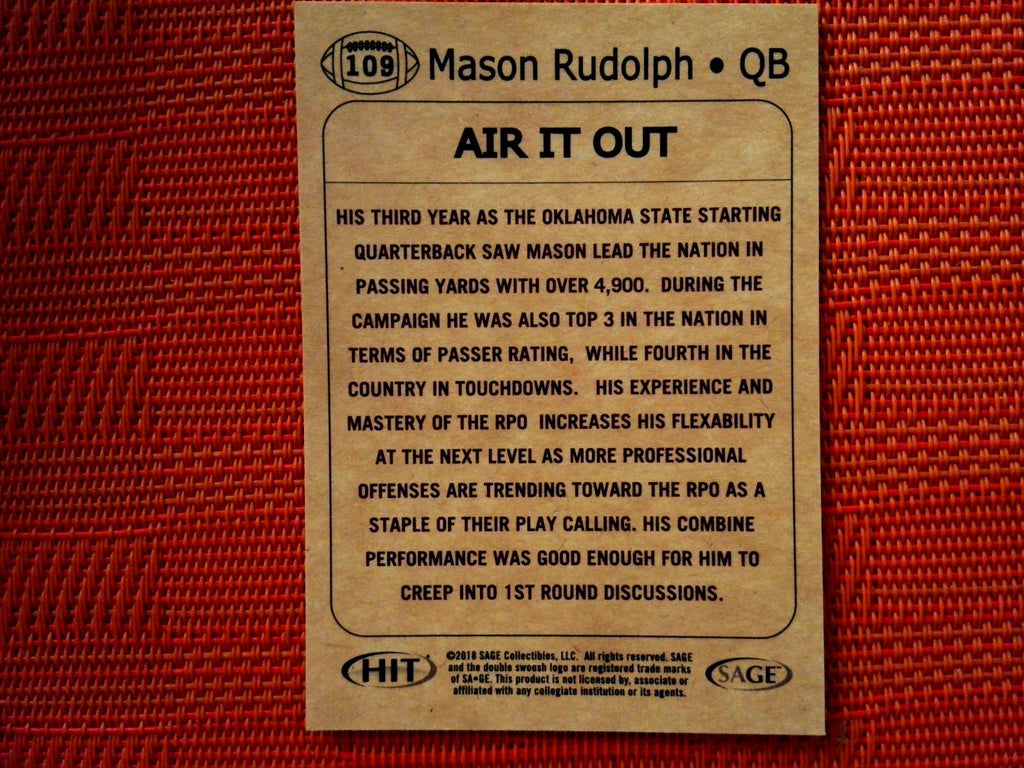 109 Mason Rudolph • QB
AIR IT OUT
HIS THIRD YEAR AS THE OKLAHOMA STATE STARTING
QUARTERBACK SAW MASON LEAD THE NATION IN
PASSING YARDS WITH OVER 4,900. DURING THE
CAMPAIGN HE WAS ALSO TOP 3 IN THE NATION IN
TERMS OF PASSER RATING, WHILE FOURTH IN THE
COUNTRY IN TOUCHDOWNS. HIS EXPERIENCE AND
MASTERY OF THE RPO INCREASES HIS FLEXABILITY
AT THE NEXT LEVEL AS MORE PROFESSIONAL
OFFENSES ARE TRENDING TOWARD THE RPO AS A
STAPLE OF THEIR PLAY CALLING. HIS COMBINE
PERFORMANCE WAS GOOD ENOUGH FOR HIM TO
CREEP INTO 1ST ROUND DISCUSSIONS.
HIT
©2018 SAGE Collectibles, LLC. All rights reserved. SAGE
and the double swoosh logo are registered trade marks
of SA•GE. This product is not licensed by, associate or
affiliated with any collegiate institution or its agents.
SAGE